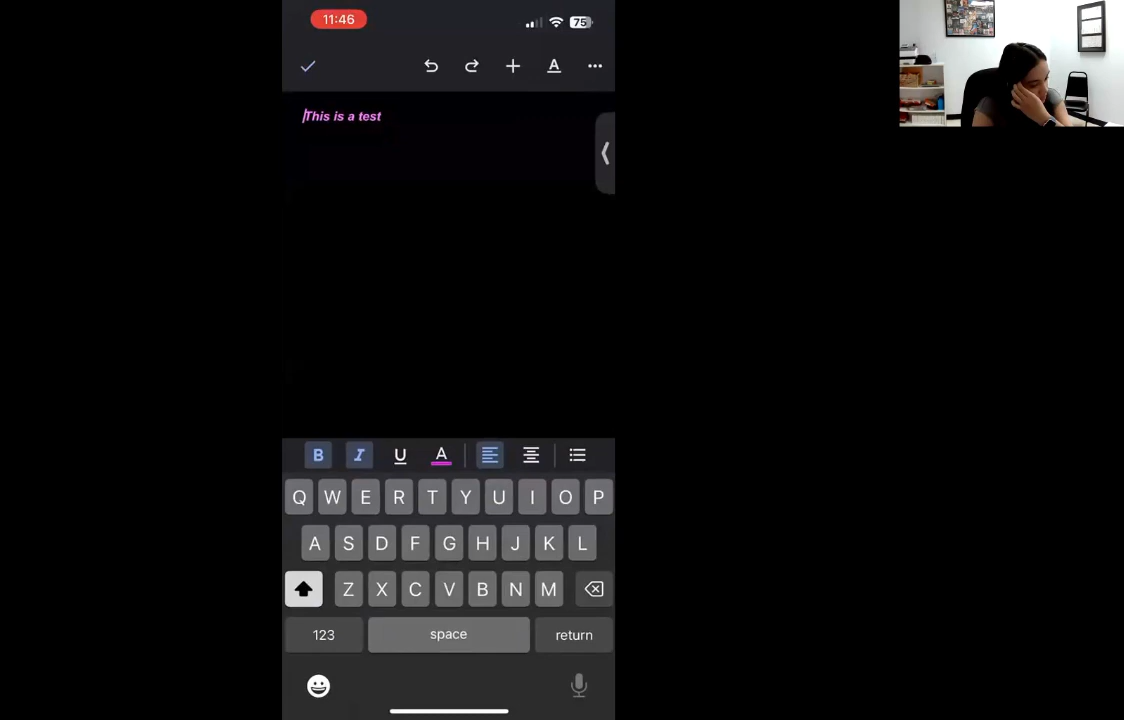 11:46
75
A
This is a test
B I U A
Q W E R T Y U I O P
A S D F G H J K L
Z X C V B N M
123 space return